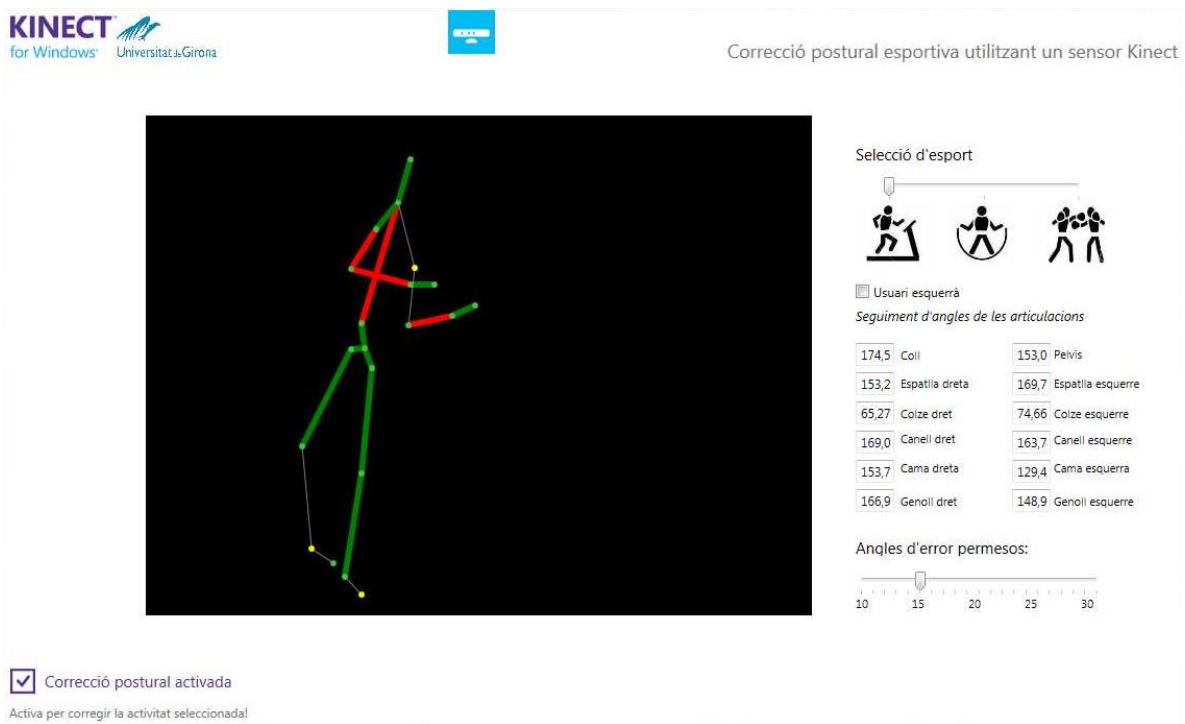 KINECT
for Windows
Universitat de Girona
Correcció postural esportiva utilitzant un sensor Kinect
Selecció d'esport
Usuari esquerrà
Seguiment d'angles de les articulacions
174,5 Coll 153,0 Pelvis
153,2 Espatlla dreta 169,7 Espatlla esquerre
65,27 Colze dret 74,66 Colze esquerre
169,0 Canell dret 163,7 Canell esquerre
153,7 Cama dreta 129,4 Cama esquerra
166,9 Genoll dret 148,9 Genoll esquerre
Angles d'error permesos:
10 15 20 25 30
Correcció postural activada
Activa per corregir la activitat seleccionada!